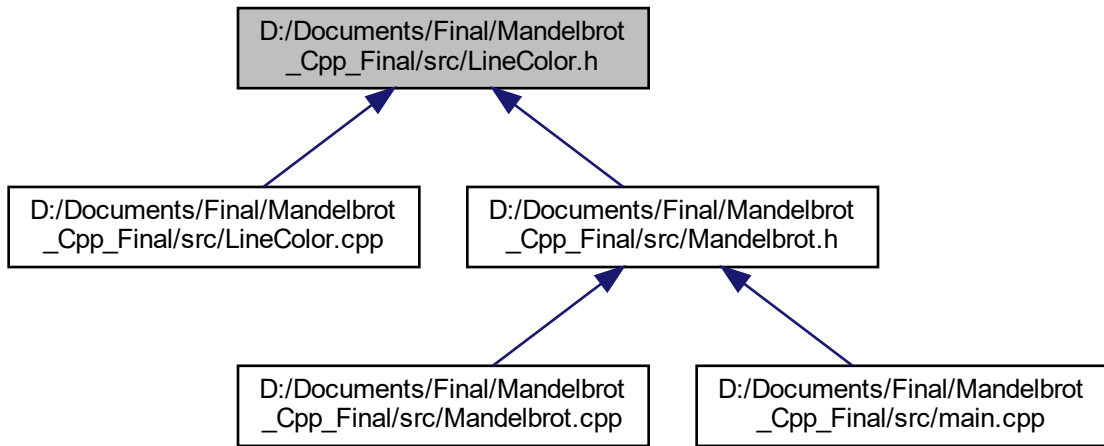 D:/Documents/Final/Mandelbrot
_Cpp_Final/src/LineColor.h
D:/Documents/Final/Mandelbrot
_Cpp_Final/src/LineColor.cpp
D:/Documents/Final/Mandelbrot
_Cpp_Final/src/Mandelbrot.h
D:/Documents/Final/Mandelbrot
_Cpp_Final/src/Mandelbrot.cpp
D:/Documents/Final/Mandelbrot
_Cpp_Final/src/main.cpp